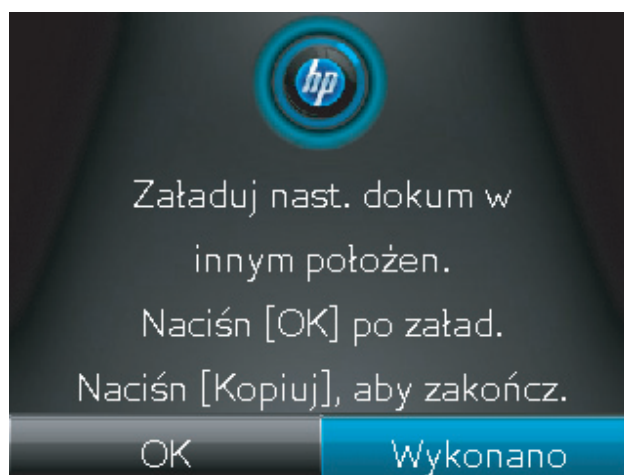 hp
Załaduj nast. dokum w
innym położen.
Naciśn [OK] po załad.
Naciśn [Kopiuj], aby zakończ.
OK
Wykonano